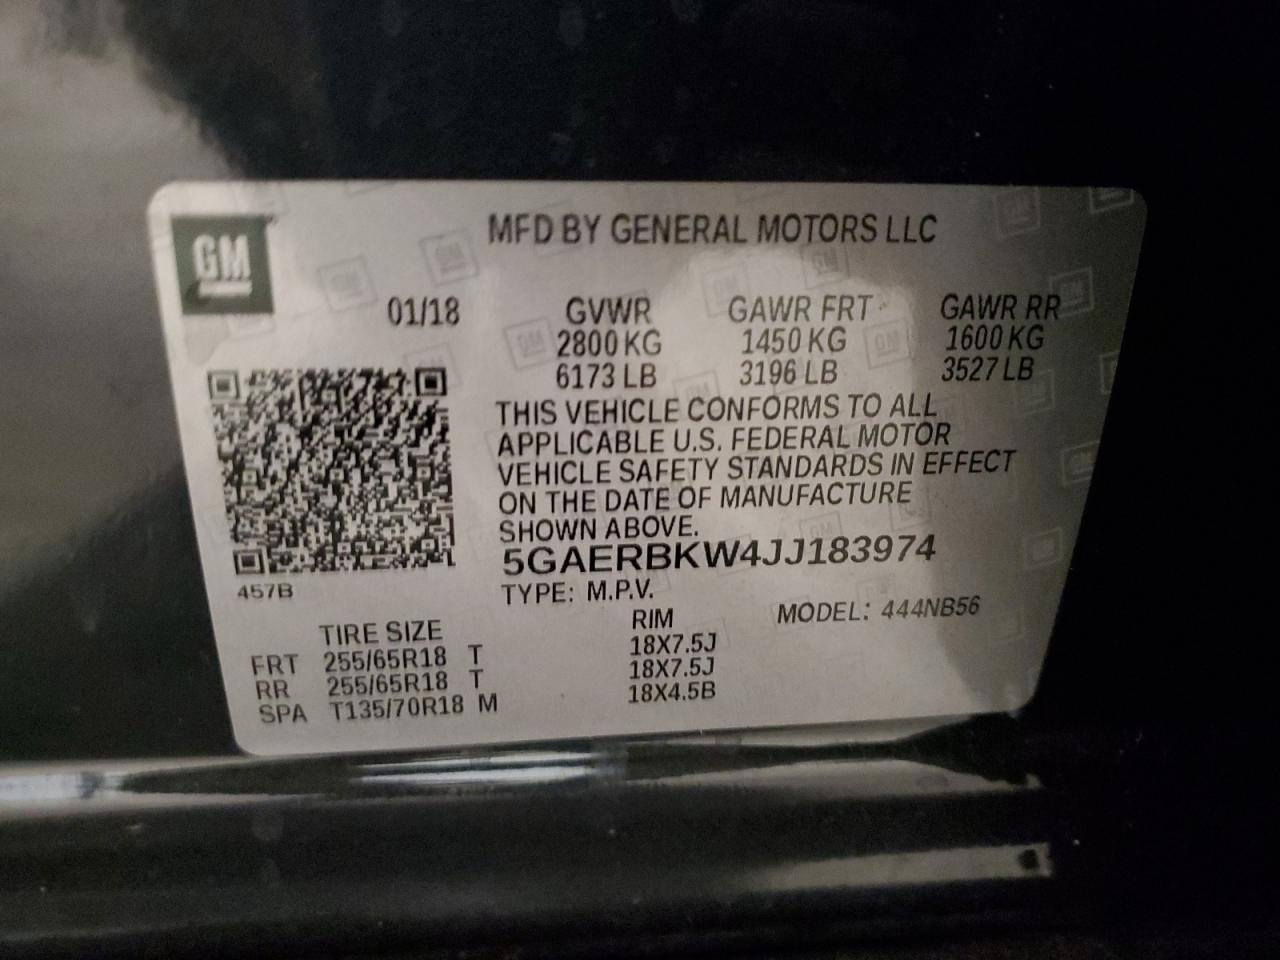 GM
MFD BY GENERAL MOTORS LLC
01/18 GVWR GAWR FRT GAWR RR
2800 KG 1450 KG 1600 KG
6173 LB 3196 LB 3527 LB
THIS VEHICLE CONFORMS TO ALL
APPLICABLE U.S. FEDERAL MOTOR
VEHICLE SAFETY STANDARDS IN EFFECT
ON THE DATE OF MANUFACTURE
SHOWN ABOVE.
5GAERBKW4JJ183974
457B
TYPE: M.P.V.
MODEL: 444NB56
TIRE SIZE RIM
FRT 255/65R18 T 18X7.5J
RR 255/65R18 T 18X7.5J
SPA T135/70R18 M 18X4.5B